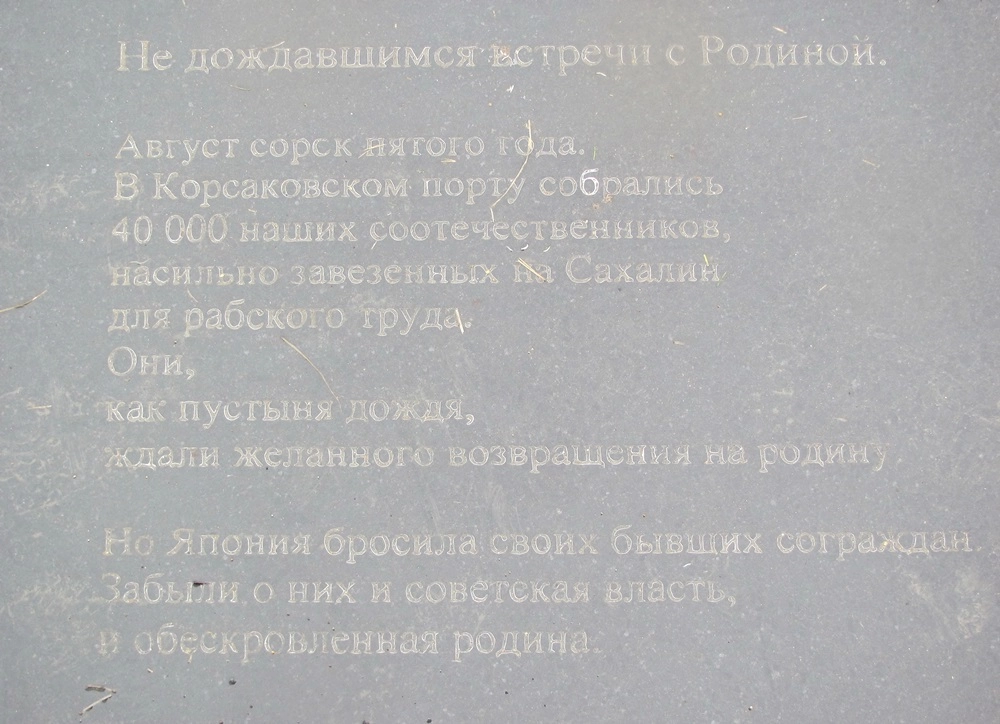 Не дождавшимся встречи с Родиной.
Август сорок пятого года.
В Корсаковском порту собрались
40 000 наших соотечественников,
насильно завезенных на Сахалин
для рабского труда.
Они,
как пустыня дождя,
ждали желанного возвращения на родину
Но Япония бросила своих бывших сограждан.
Забыли о них и советская власть,
и обескровленная родина.